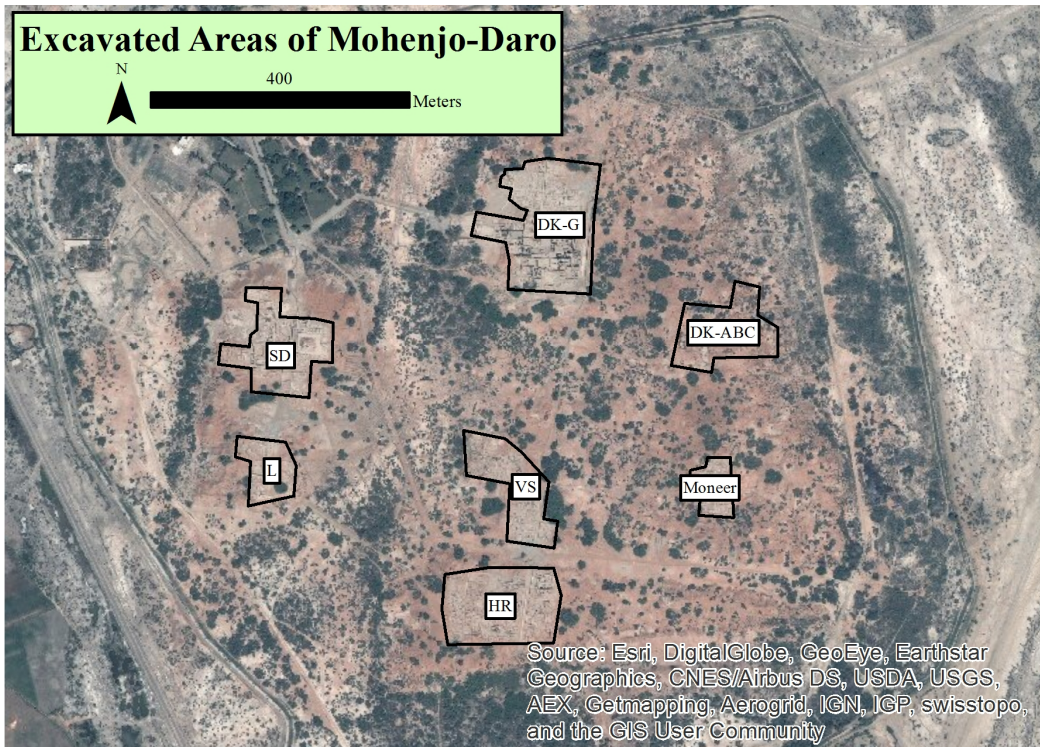 Excavated Areas of Mohenjo-Daro
N
400
Meters
DK-G
DK-ABC
SD
L
VS
Moneer
HR
Source: Esri, DigitalGlobe, GeoEye, Earthstar
Geographics, CNES/Airbus DS, USDA, USGS,
AEX, Getmapping, Aerogrid, IGN, IGP, swisstopo,
and the GIS User Community